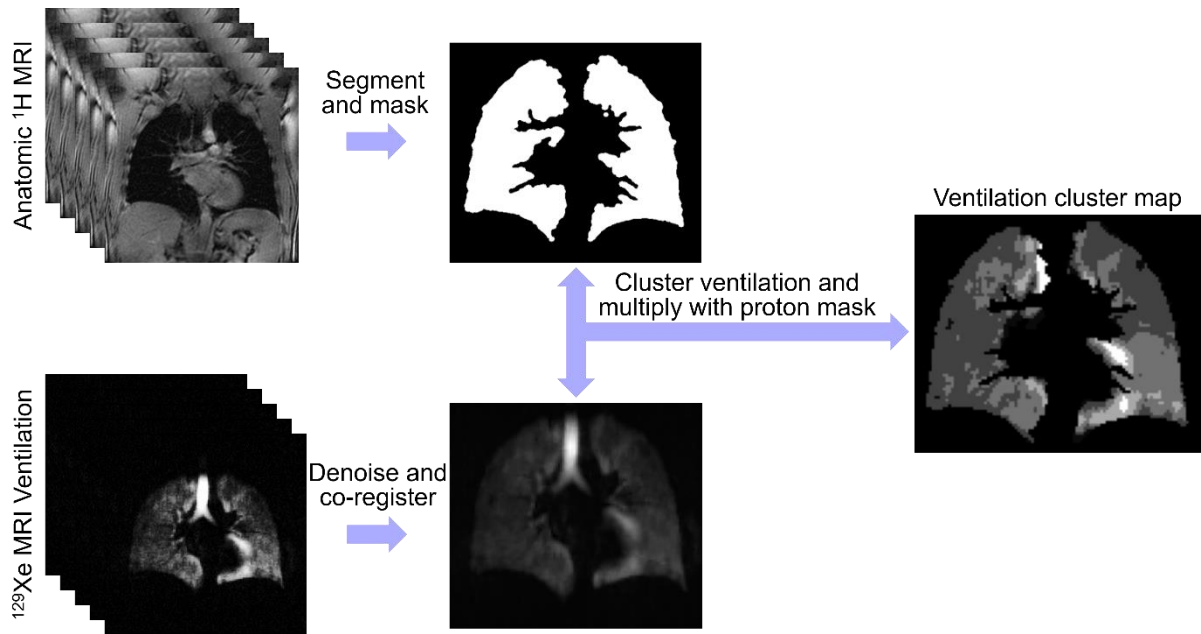 Anatomic ¹H MRI
Segment
and mask
Ventilation cluster map
Cluster ventilation and
multiply with proton mask
¹²⁹Xe MRI Ventilation
Denoise and
co-register